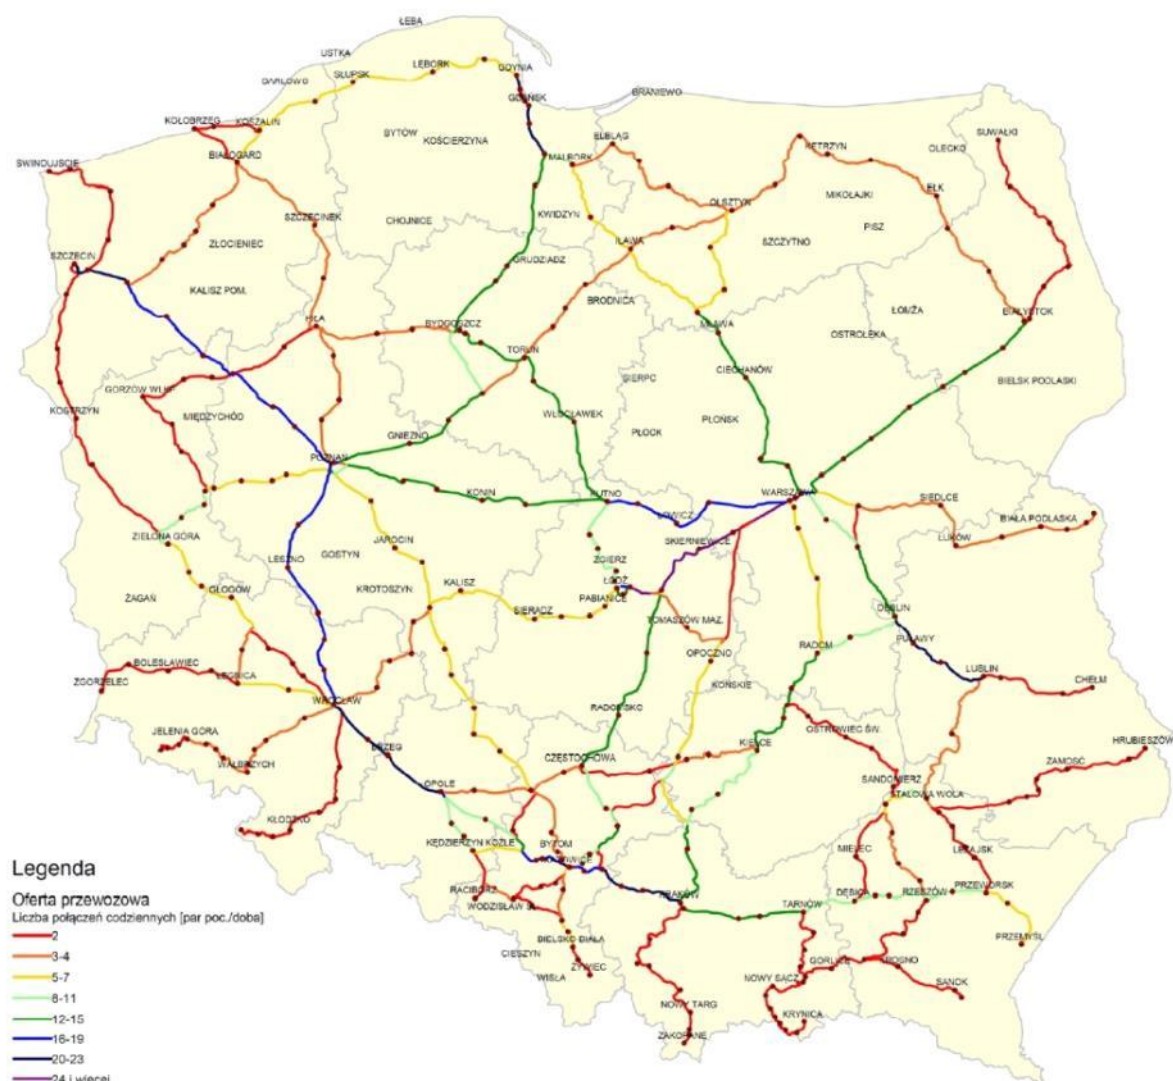 ŁEBA
USTKA
DARŁOWO
SŁUPSK
LĘBORK
GDYNIA
GDAŃSK
BRANIEWO
KOŁOBRZEG
KOSZALIN
BYTÓW
KOŚCIERZYNA
ELBLĄG
KĘTRZYN
OLECKO
SUWAŁKI
SWINOUJSCIE
BIAŁOGARD
MALBORK
EŁK
SZCZECINEK
CHOJNICE
KWIDZYN
OLSZTYN
MIKOŁAJKI
PISZ
SZCZYTNO
ZŁOCIENIEC
IŁAWA
SZCZECIN
GRUDZIĄDZ
KALISZ POM.
BRODNICA
ŁOMŻA
PIŁA
BYDGOSZCZ
MŁAWA
OSTROŁĘKA
BIAŁYSTOK
TORUŃ
CIECHANÓW
BIELSK PODLASKI
GORZÓW WLKP.
SIERPC
KOSTRZYN
MIĘDZYCHÓD
WŁOCŁAWEK
PŁOŃSK
PŁOCK
GNIEZNO
POZNAŃ
KONIN
KUTNO
WARSZAWA
SIEDLCE
ŁOWICZ
BIAŁA PODLASKA
ZIELONA GÓRA
SKIERNIEWICE
ŁUKÓW
JAROCIN
GOSTYŃ
LESZNO
ZGIERZ
ŁÓDŹ
KROTOSZYN
KALISZ
ŻAGAŃ
GŁOGÓW
PABIANICE
SIERADZ
DĘBLIN
TOMASZÓW MAZ.
PUŁAWY
OPOCZNO
RADOM
BOLESŁAWIEC
LEGNICA
LUBLIN
ZGORZELEC
KOŃSKIE
CHEŁM
WROCŁAW
RADOMSKO
JELENIA GÓRA
OSTROWIEC ŚW.
HRUBIESZÓW
BRZEG
KIELCE
WAŁBRZYCH
CZĘSTOCHOWA
ZAMOŚĆ
OPOLE
SANDOMIERZ
STALOWA WOLA
KŁODZKO
KĘDZIERZYN KOŹLE
BYTOM
MIELEC
LEŻAJSK
KATOWICE
RACIBÓRZ
DĘBICA
RZESZÓW
PRZEWORSK
KRAKÓW
WODZISŁAW ŚL.
TARNÓW
BIELSKO BIAŁA
PRZEMYŚL
CIESZYN
GORLICE
KROSNO
WISŁA
ŻYWIEC
NOWY SĄCZ
SANOK
NOWY TARG
KRYNICA
ZAKOPANE
Legenda
Oferta przewozowa
Liczba połączeń codziennych [par poc./doba]
2
3-4
5-7
8-11
12-15
16-19
20-23
24 i więcej